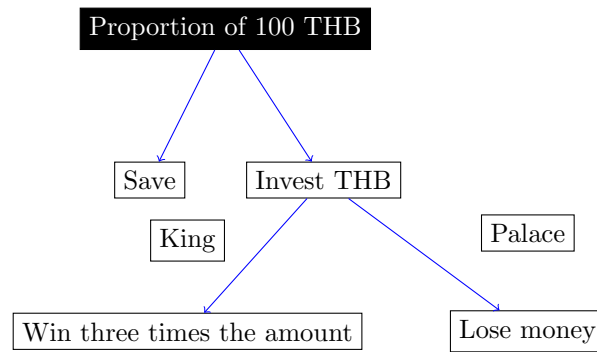 Proportion of 100 THB
Save
Invest THB
King
Palace
Win three times the amount
Lose money